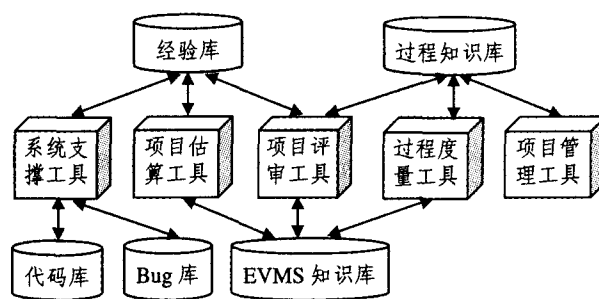 经验库
过程知识库
系统支
撑工具
项目估
算工具
项目评
审工具
过程度
量工具
项目管
理工具
代码库
Bug 库
EVMS 知识库